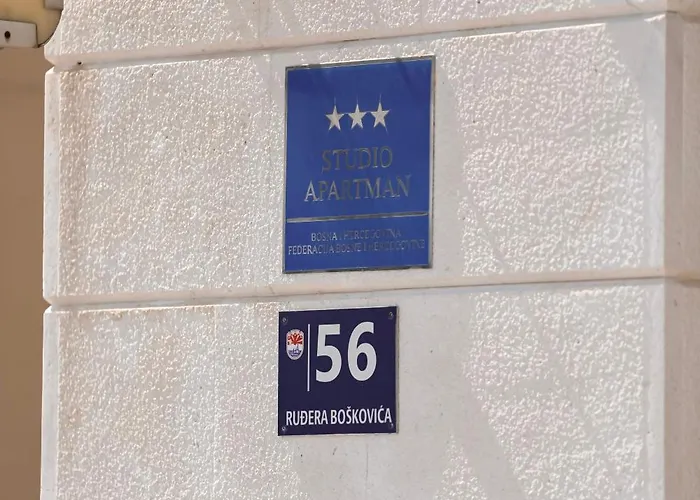 STUDIO
APARTMAN
BOSNA I HERCEGOVINA
FEDERACIJA BOSNE I HERCEGOVINE
56
RUĐERA BOŠKOVIĆA